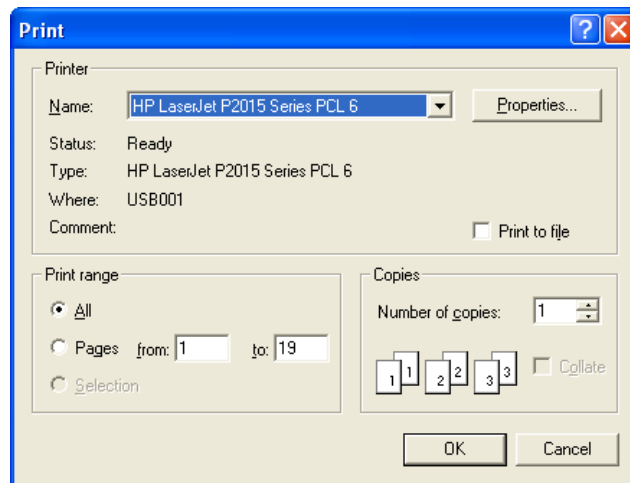 Print
Printer
Name: HP LaserJet P2015 Series PCL 6 Properties...
Status: Ready
Type: HP LaserJet P2015 Series PCL 6
Where: USB001
Comment:
Print to file
Print range
All
Pages from: 1 to: 19
Selection
Copies
Number of copies: 1
1 1 2 2 3 3 Collate
OK Cancel